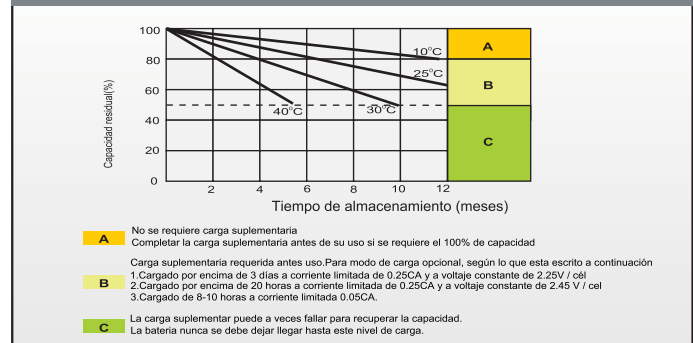 100
80
60
40
20
0
Capacidad residual(%)
10°C
25°C
30°C
40°C
A
B
C
2 4 6 8 10 12
Tiempo de almacenamiento (meses)
A
No se requiere carga suplementaria
Completar la carga suplementaria antes de su uso si se requiere el 100% de capacidad
B
Carga suplementaria requerida antes uso.Para modo de carga opcional, según lo que esta escrito a continuación
1.Cargado por encima de 3 días a corriente limitada de 0.25CA y a voltaje constante de 2.25V / cél
2.Cargado por encima de 20 horas a corriente limitada de 0.25CA y a voltaje constante de 2.45 V / cel
3.Cargado de 8-10 horas a corriente limitada 0.05CA.
C
La carga suplementar puede a veces fallar para recuperar la capacidad.
La bateria nunca se debe dejar llegar hasta este nivel de carga.